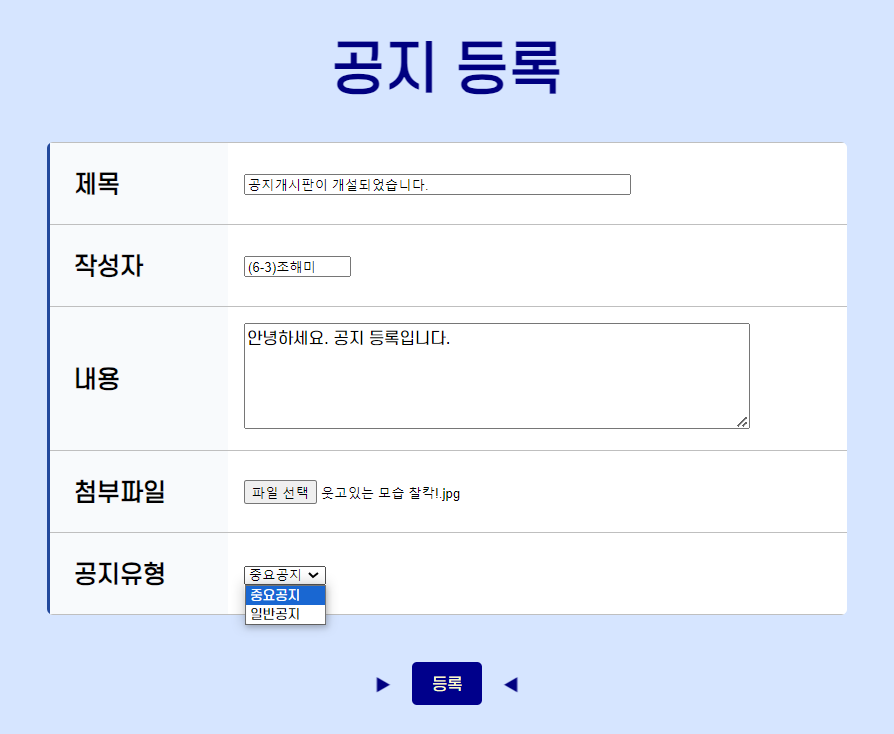 공지 등록
제목
공지개시판이 개설되었습니다.
작성자
(6-3)조해미
내용
안녕하세요. 공지 등록입니다.
첨부파일
파일 선택 웃고있는 모습 찰칵!.jpg
공지유형
중요공지
중요공지
일반공지
등록